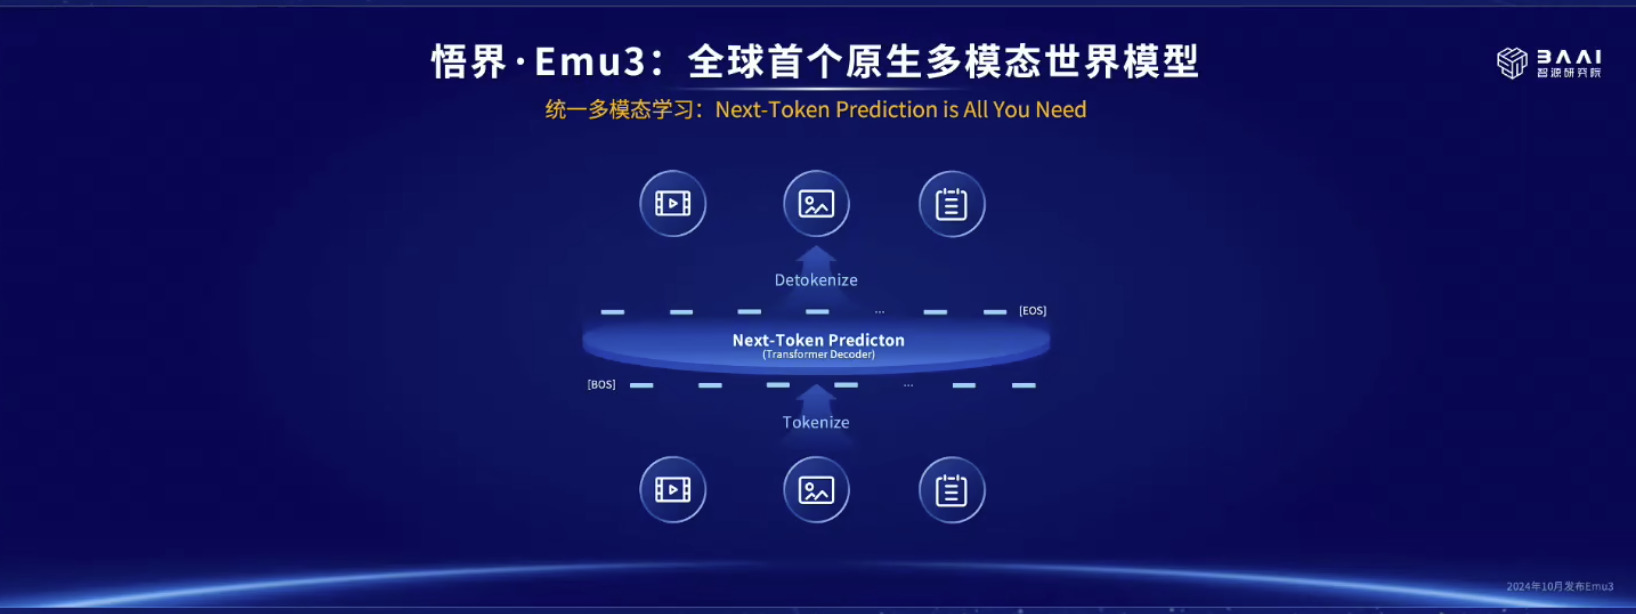 悟界·Emu3：全球首个原生多模态世界模型
BAAI
智源研究院
统一多模态学习：Next-Token Prediction is All You Need
Detokenize
... [EOS]
Next-Token Predicton
(Transformer Decoder)
[BOS] ...
Tokenize
2024年10月发布Emu3